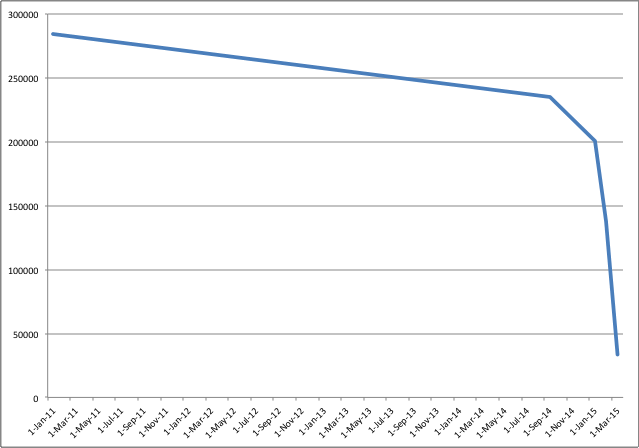 300000
250000
200000
150000
100000
50000
0
1-Jan-11
1-Mar-11
1-May-11
1-Jul-11
1-Sep-11
1-Nov-11
1-Jan-12
1-Mar-12
1-May-12
1-Jul-12
1-Sep-12
1-Nov-12
1-Jan-13
1-Mar-13
1-May-13
1-Jul-13
1-Sep-13
1-Nov-13
1-Jan-14
1-Mar-14
1-May-14
1-Jul-14
1-Sep-14
1-Nov-14
1-Jan-15
1-Mar-15